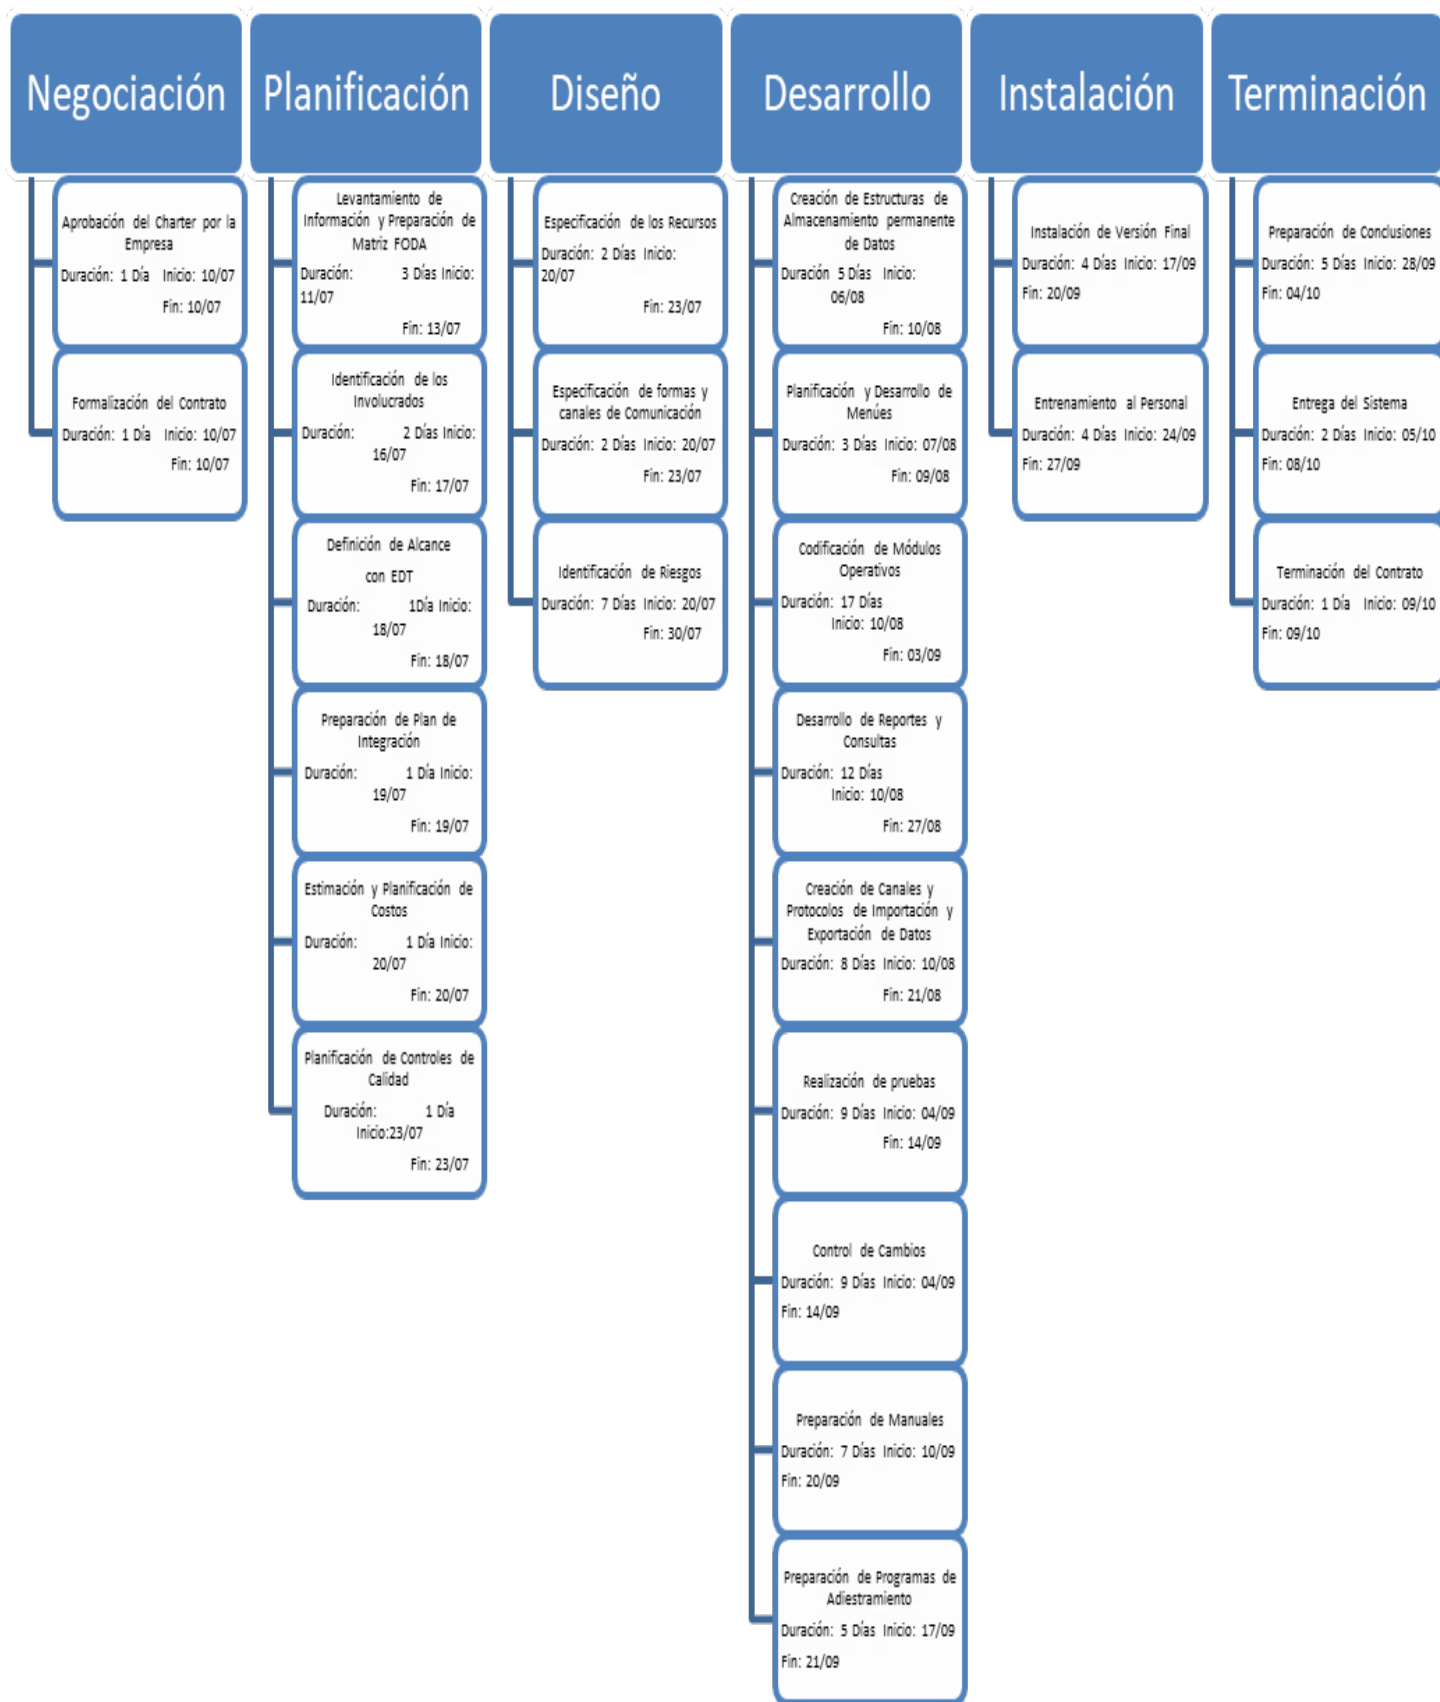 Negociación
Aprobación del Charter por la
Empresa
Duración: 1 Día Inicio: 10/07
Fin: 10/07
Formalización del Contrato
Duración: 1 Día Inicio: 10/07
Fin: 10/07
Planificación
Levantamiento de
Información y Preparación de
Matriz FODA
Duración: 3 Días Inicio:
11/07
Fin: 13/07
Identificación de los
Involucrados
Duración: 2 Días Inicio:
16/07
Fin: 17/07
Definición de Alcance
con EDT
Duración: 1Día Inicio:
18/07
Fin: 18/07
Preparación de Plan de
Integración
Duración: 1 Día Inicio:
19/07
Fin: 19/07
Estimación y Planificación de
Costos
Duración: 1 Día Inicio:
20/07
Fin: 20/07
Planificación de Controles de
Calidad
Duración: 1 Día
Inicio:23/07
Fin: 23/07
Diseño
Especificación de los Recursos
Duración: 2 Días Inicio:
20/07
Fin: 23/07
Especificación de formas y
canales de Comunicación
Duración: 2 Días Inicio: 20/07
Fin: 23/07
Identificación de Riesgos
Duración: 7 Días Inicio: 20/07
Fin: 30/07
Desarrollo
Creación de Estructuras de
Almacenamiento permanente
de Datos
Duración 5 Días Inicio:
06/08
Fin: 10/08
Planificación y Desarrollo de
Menúes
Duración: 3 Días Inicio: 07/08
Fin: 09/08
Codificación de Módulos
Operativos
Duración: 17 Días
Inicio: 10/08
Fin: 03/09
Desarrollo de Reportes y
Consultas
Duración: 12 Días
Inicio: 10/08
Fin: 27/08
Creación de Canales y
Protocolos de Importación y
Exportación de Datos
Duración: 8 Días Inicio: 10/08
Fin: 21/08
Realización de pruebas
Duración: 9 Días Inicio: 04/09
Fin: 14/09
Control de Cambios
Duración: 9 Días Inicio: 04/09
Fin: 14/09
Preparación de Manuales
Duración: 7 Días Inicio: 10/09
Fin: 20/09
Preparación de Programas de
Adiestramiento
Duración: 5 Días Inicio: 17/09
Fin: 21/09
Instalación
Instalación de Versión Final
Duración: 4 Días Inicio: 17/09
Fin: 20/09
Entrenamiento al Personal
Duración: 4 Días Inicio: 24/09
Fin: 27/09
Terminación
Preparación de Conclusiones
Duración: 5 Días Inicio: 28/09
Fin: 04/10
Entrega del Sistema
Duración: 2 Días Inicio: 05/10
Fin: 08/10
Terminación del Contrato
Duración: 1 Día Inicio: 09/10
Fin: 09/10